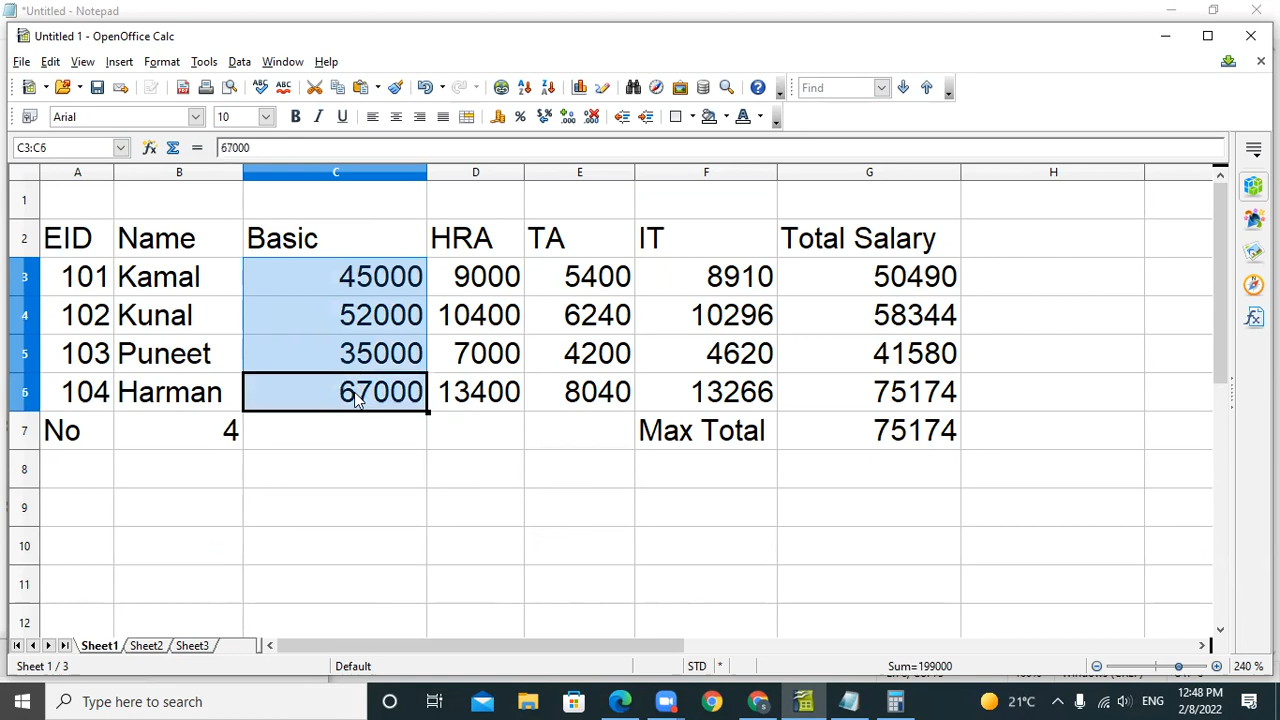 *Untitled - Notepad
Untitled 1 - OpenOffice Calc
File Edit View Insert Format Tools Data Window Help
Find
Arial 10
C3:C6 67000
A B C D E F G H
1
2 EID Name Basic HRA TA IT Total Salary
3 101 Kamal 45000 9000 5400 8910 50490
4 102 Kunal 52000 10400 6240 10296 58344
5 103 Puneet 35000 7000 4200 4620 41580
6 104 Harman 67000 13400 8040 13266 75174
7 No 4 Max Total 75174
8
9
10
11
12
Sheet1 Sheet2 Sheet3
Sheet 1 / 3 Default STD * Sum=199000 240 %
Type here to search 21°C ENG 12:48 PM
2/8/2022